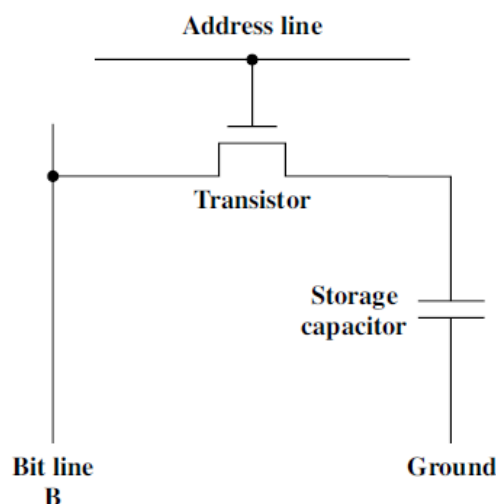 Address line
Transistor
Storage
capacitor
Bit line
B
Ground